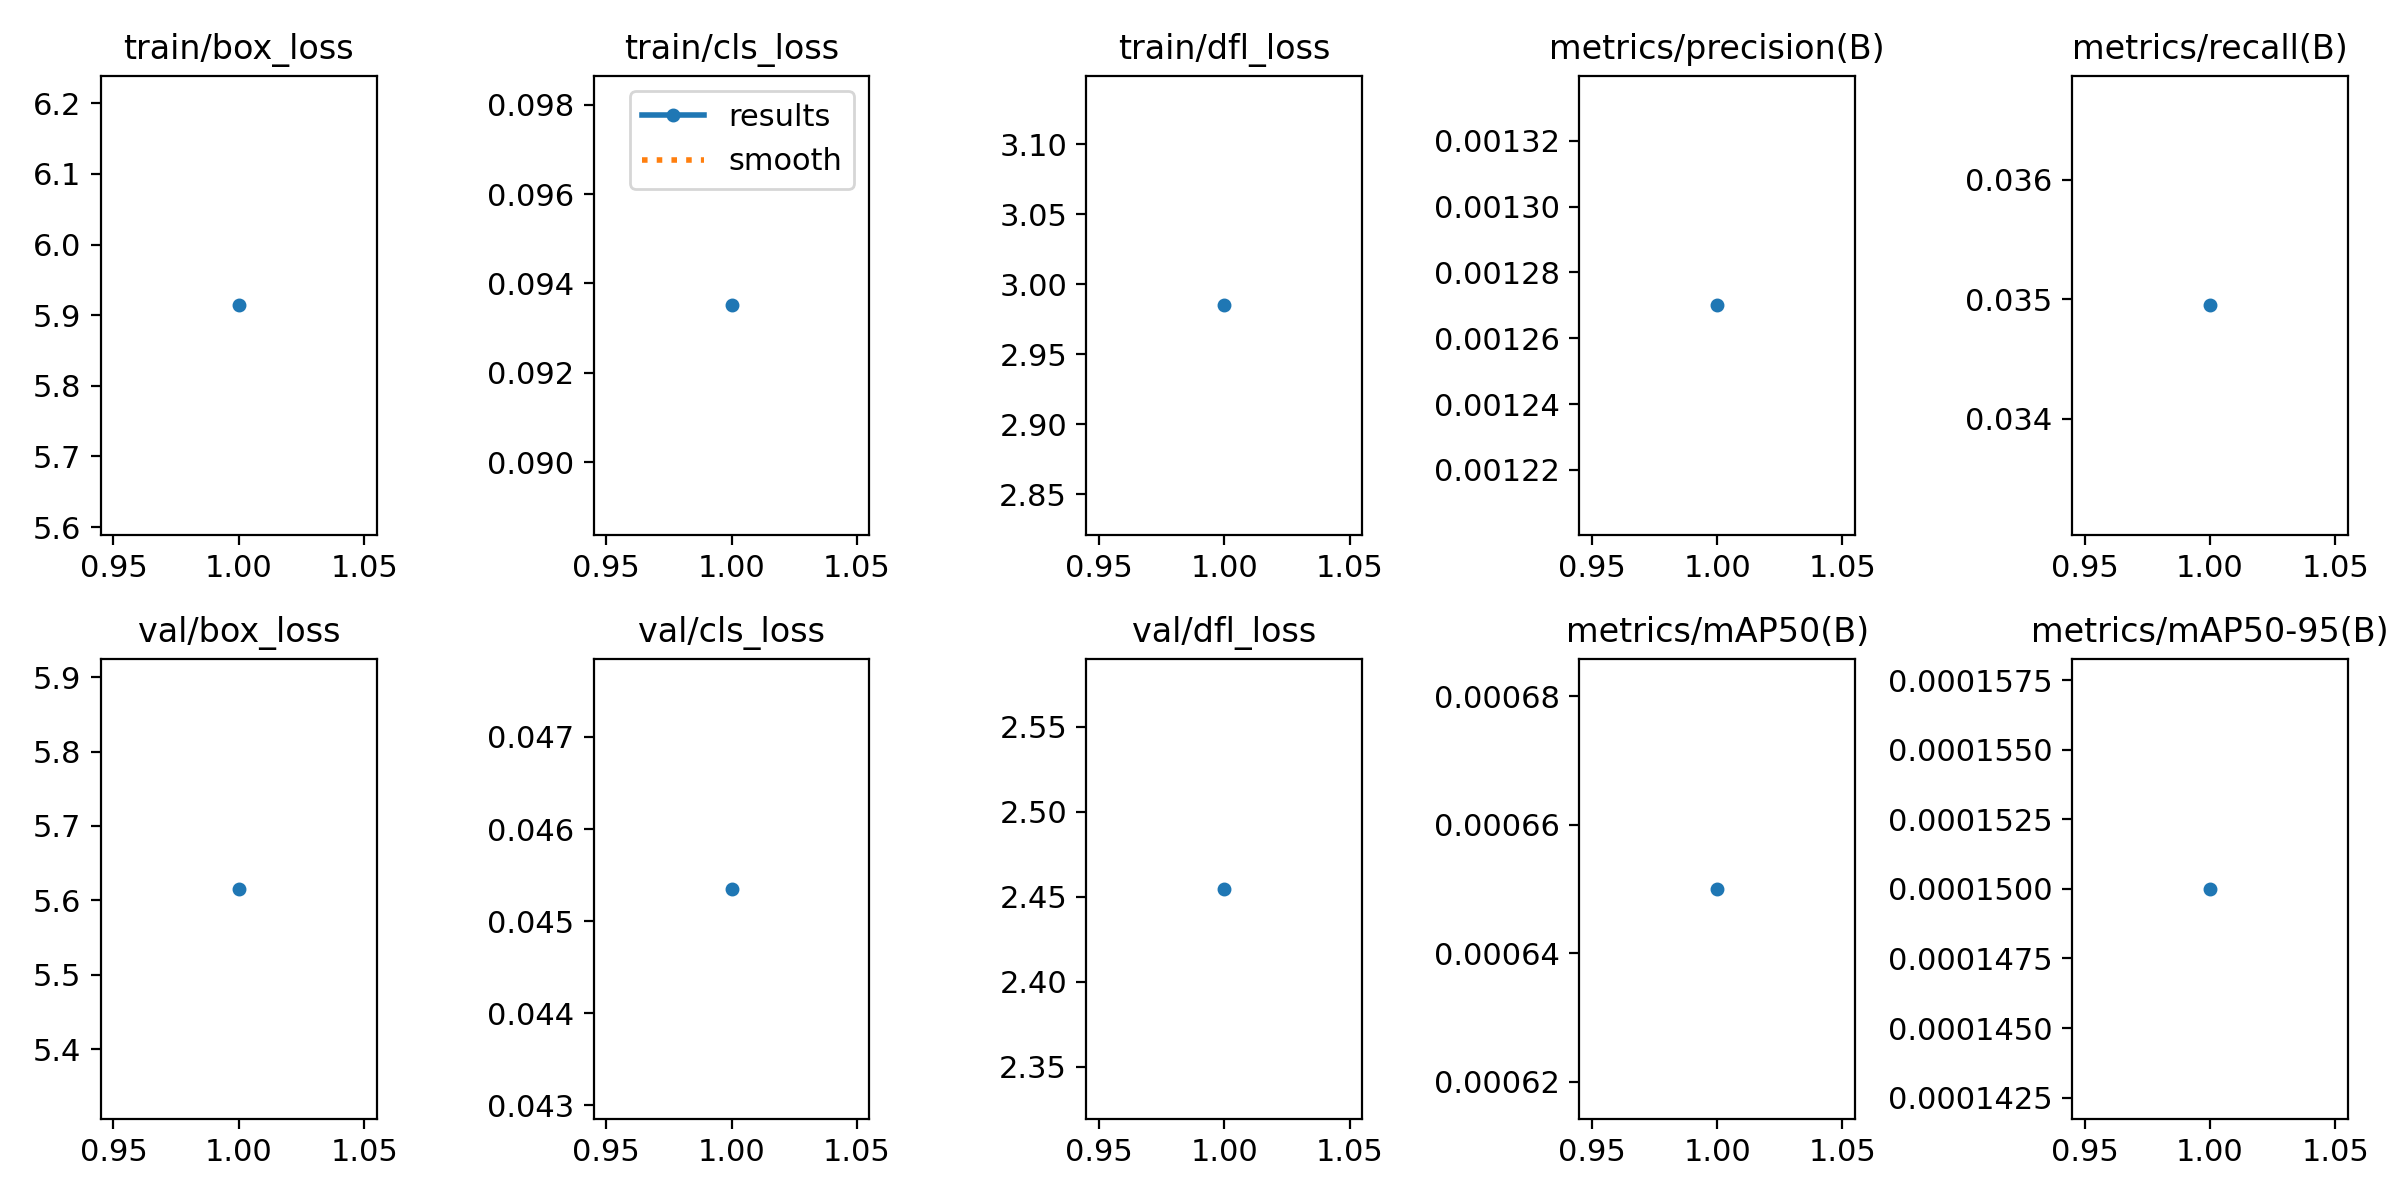 train/box_loss
6.2
6.1
6.0
5.9
5.8
5.7
5.6
0.95 1.00 1.05
train/cls_loss
results
smooth
0.098
0.096
0.094
0.092
0.090
0.95 1.00 1.05
train/dfl_loss
3.10
3.05
3.00
2.95
2.90
2.85
0.95 1.00 1.05
metrics/precision(B)
0.00132
0.00130
0.00128
0.00126
0.00124
0.00122
0.95 1.00 1.05
metrics/recall(B)
0.036
0.035
0.034
0.95 1.00 1.05
val/box_loss
5.9
5.8
5.7
5.6
5.5
5.4
0.95 1.00 1.05
val/cls_loss
0.047
0.046
0.045
0.044
0.043
0.95 1.00 1.05
val/dfl_loss
2.55
2.50
2.45
2.40
2.35
0.95 1.00 1.05
metrics/mAP50(B)
0.00068
0.00066
0.00064
0.00062
0.95 1.00 1.05
metrics/mAP50-95(B)
0.0001575
0.0001550
0.0001525
0.0001500
0.0001475
0.0001450
0.0001425
0.95 1.00 1.05